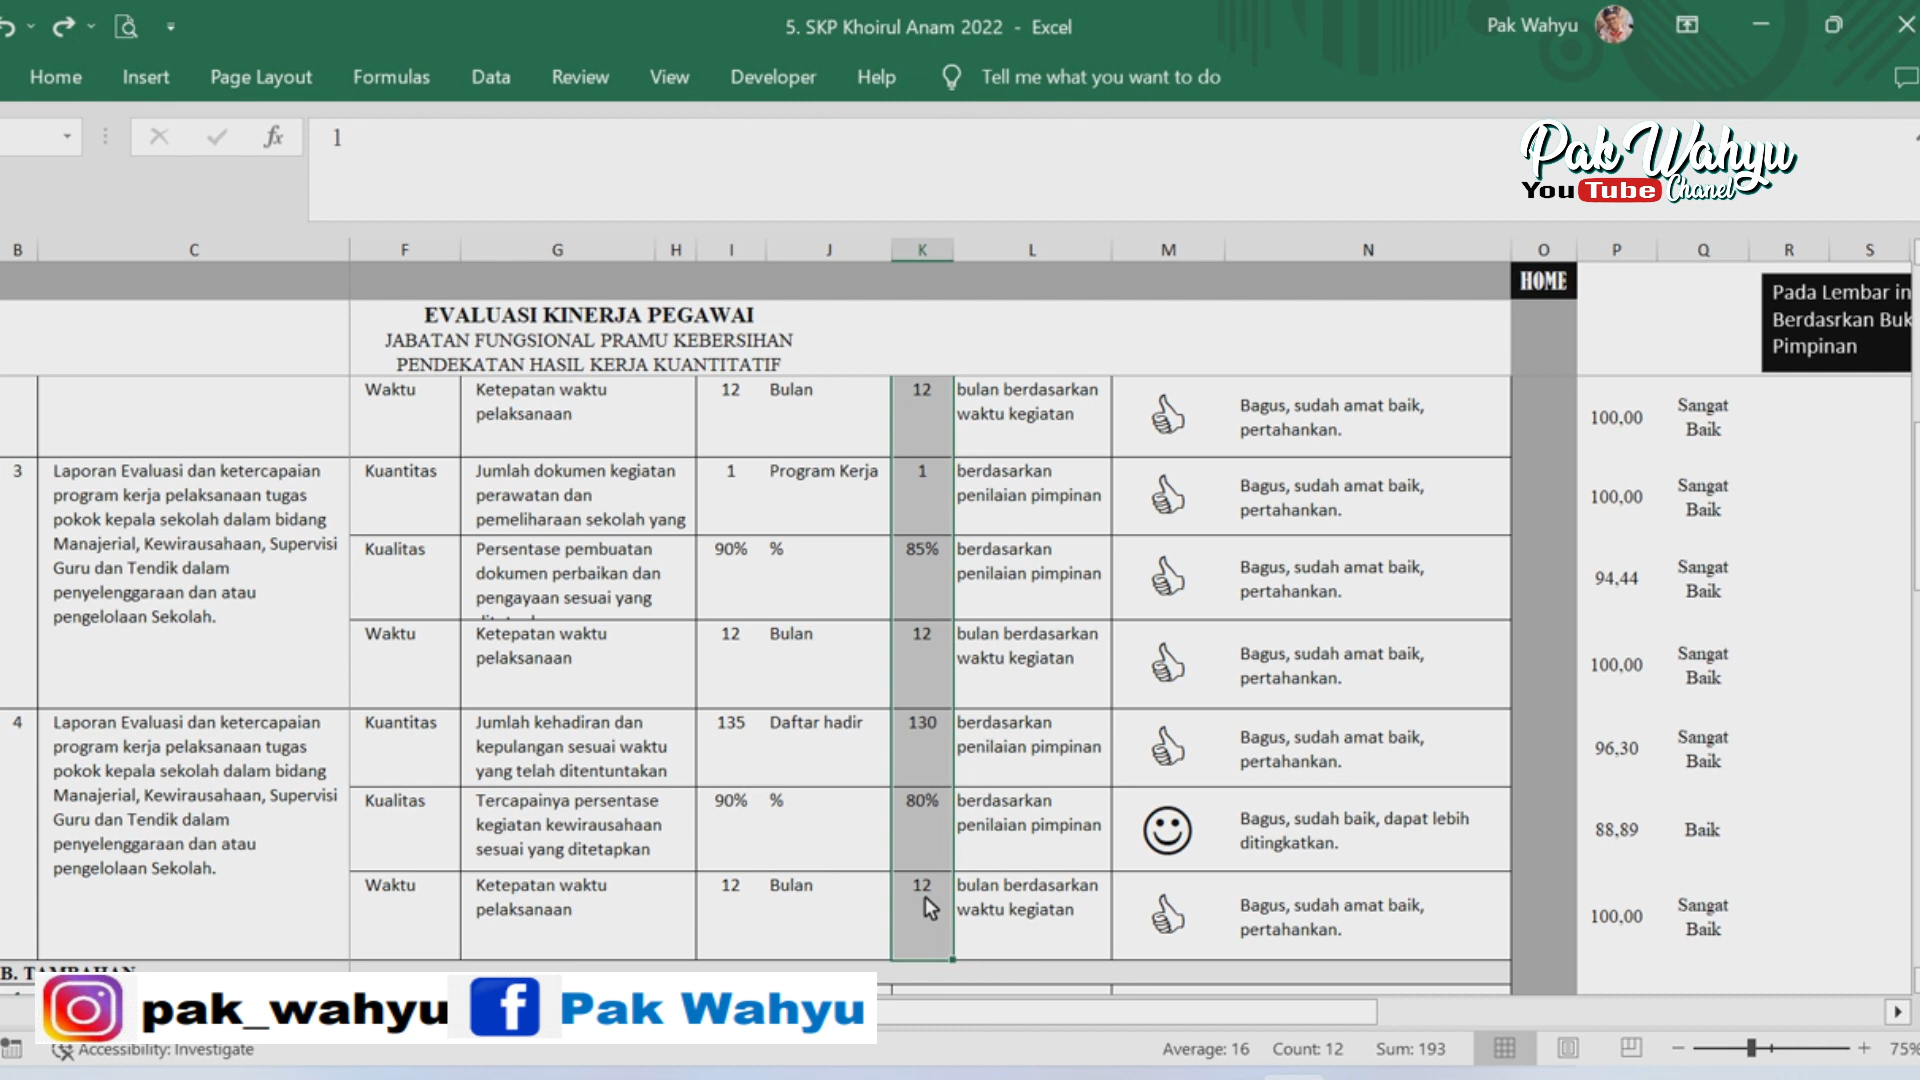 5. SKP Khoirul Anam 2022 - Excel
Pak Wahyu
Home Insert Page Layout Formulas Data Review View Developer Help Tell me what you want to do
fx 1
Pak Wahyu
YouTube Chanel
B C F G H I J K L M N O P Q R S
HOME
Pada Lembar in
Berdasrkan Buk
Pimpinan
EVALUASI KINERJA PEGAWAI
JABATAN FUNGSIONAL PRAMU KEBERSIHAN
PENDEKATAN HASIL KERJA KUANTITATIF
Waktu Ketepatan waktu 12 Bulan 12 bulan berdasarkan Bagus, sudah amat baik, 100,00 Sangat
pelaksanaan waktu kegiatan pertahankan. Baik
3 Laporan Evaluasi dan ketercapaian Kuantitas Jumlah dokumen kegiatan 1 Program Kerja 1 berdasarkan Bagus, sudah amat baik, 100,00 Sangat
program kerja pelaksanaan tugas perawatan dan penilaian pimpinan pertahankan. Baik
pokok kepala sekolah dalam bidang pemeliharaan sekolah yang
Manajerial, Kewirausahaan, Supervisi Kualitas Persentase pembuatan 90% % 85% berdasarkan Bagus, sudah amat baik, 94,44 Sangat
Guru dan Tendik dalam dokumen perbaikan dan penilaian pimpinan pertahankan. Baik
penyelenggaraan dan atau pengayaan sesuai yang
pengelolaan Sekolah.
Waktu Ketepatan waktu 12 Bulan 12 bulan berdasarkan Bagus, sudah amat baik, 100,00 Sangat
pelaksanaan waktu kegiatan pertahankan. Baik
4 Laporan Evaluasi dan ketercapaian Kuantitas Jumlah kehadiran dan 135 Daftar hadir 130 berdasarkan Bagus, sudah amat baik, 96,30 Sangat
program kerja pelaksanaan tugas kepulangan sesuai waktu penilaian pimpinan pertahankan. Baik
pokok kepala sekolah dalam bidang yang telah ditentuntakan
Manajerial, Kewirausahaan, Supervisi Kualitas Tercapainya persentase 90% % 80% berdasarkan Bagus, sudah baik, dapat lebih 88,89 Baik
Guru dan Tendik dalam kegiatan kewirausahaan penilaian pimpinan ditingkatkan.
penyelenggaraan dan atau sesuai yang ditetapkan
pengelolaan Sekolah.
Waktu Ketepatan waktu 12 Bulan 12 bulan berdasarkan Bagus, sudah amat baik, 100,00 Sangat
pelaksanaan waktu kegiatan pertahankan. Baik
B. TAMBAHAN
pak_wahyu f Pak Wahyu
Accessibility: Investigate Average: 16 Count: 12 Sum: 193 75%